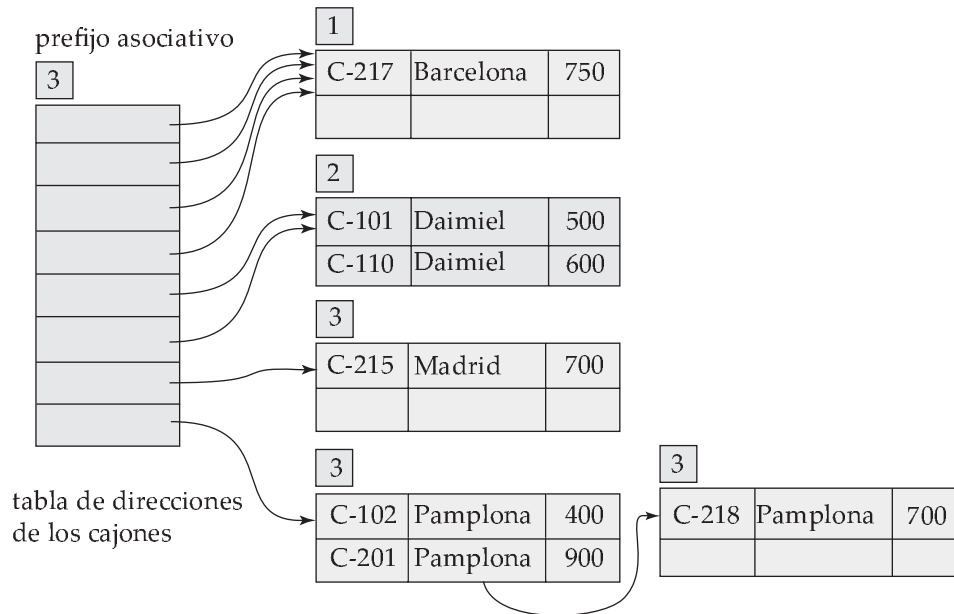 prefijo asociativo
3
1
C-217 Barcelona 750
2
C-101 Daimiel 500
C-110 Daimiel 600
3
C-215 Madrid 700
3
C-102 Pamplona 400
C-201 Pamplona 900
3
C-218 Pamplona 700
tabla de direcciones
de los cajones